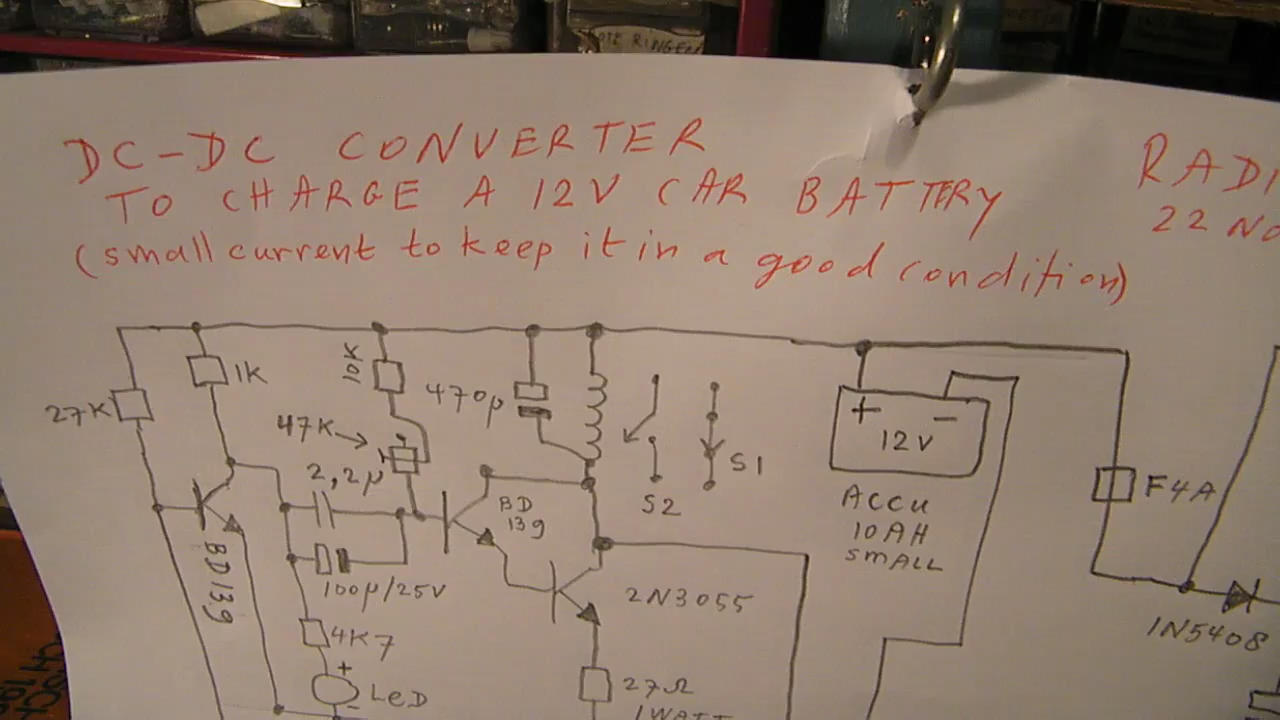 DC-DC CONVERTER
TO CHARGE A 12V CAR BATTERY
(small current to keep it in a good condition)
RADI
22 No
27K
1K
10K
47K
2,2µ
470µ
BD
139
S2
S1
+ -
12V
ACCU
10AH
SMALL
F4A
1N5408
BD139
100µ/25V
2N3055
4K7
+
LED
-
27Ω
1WATT